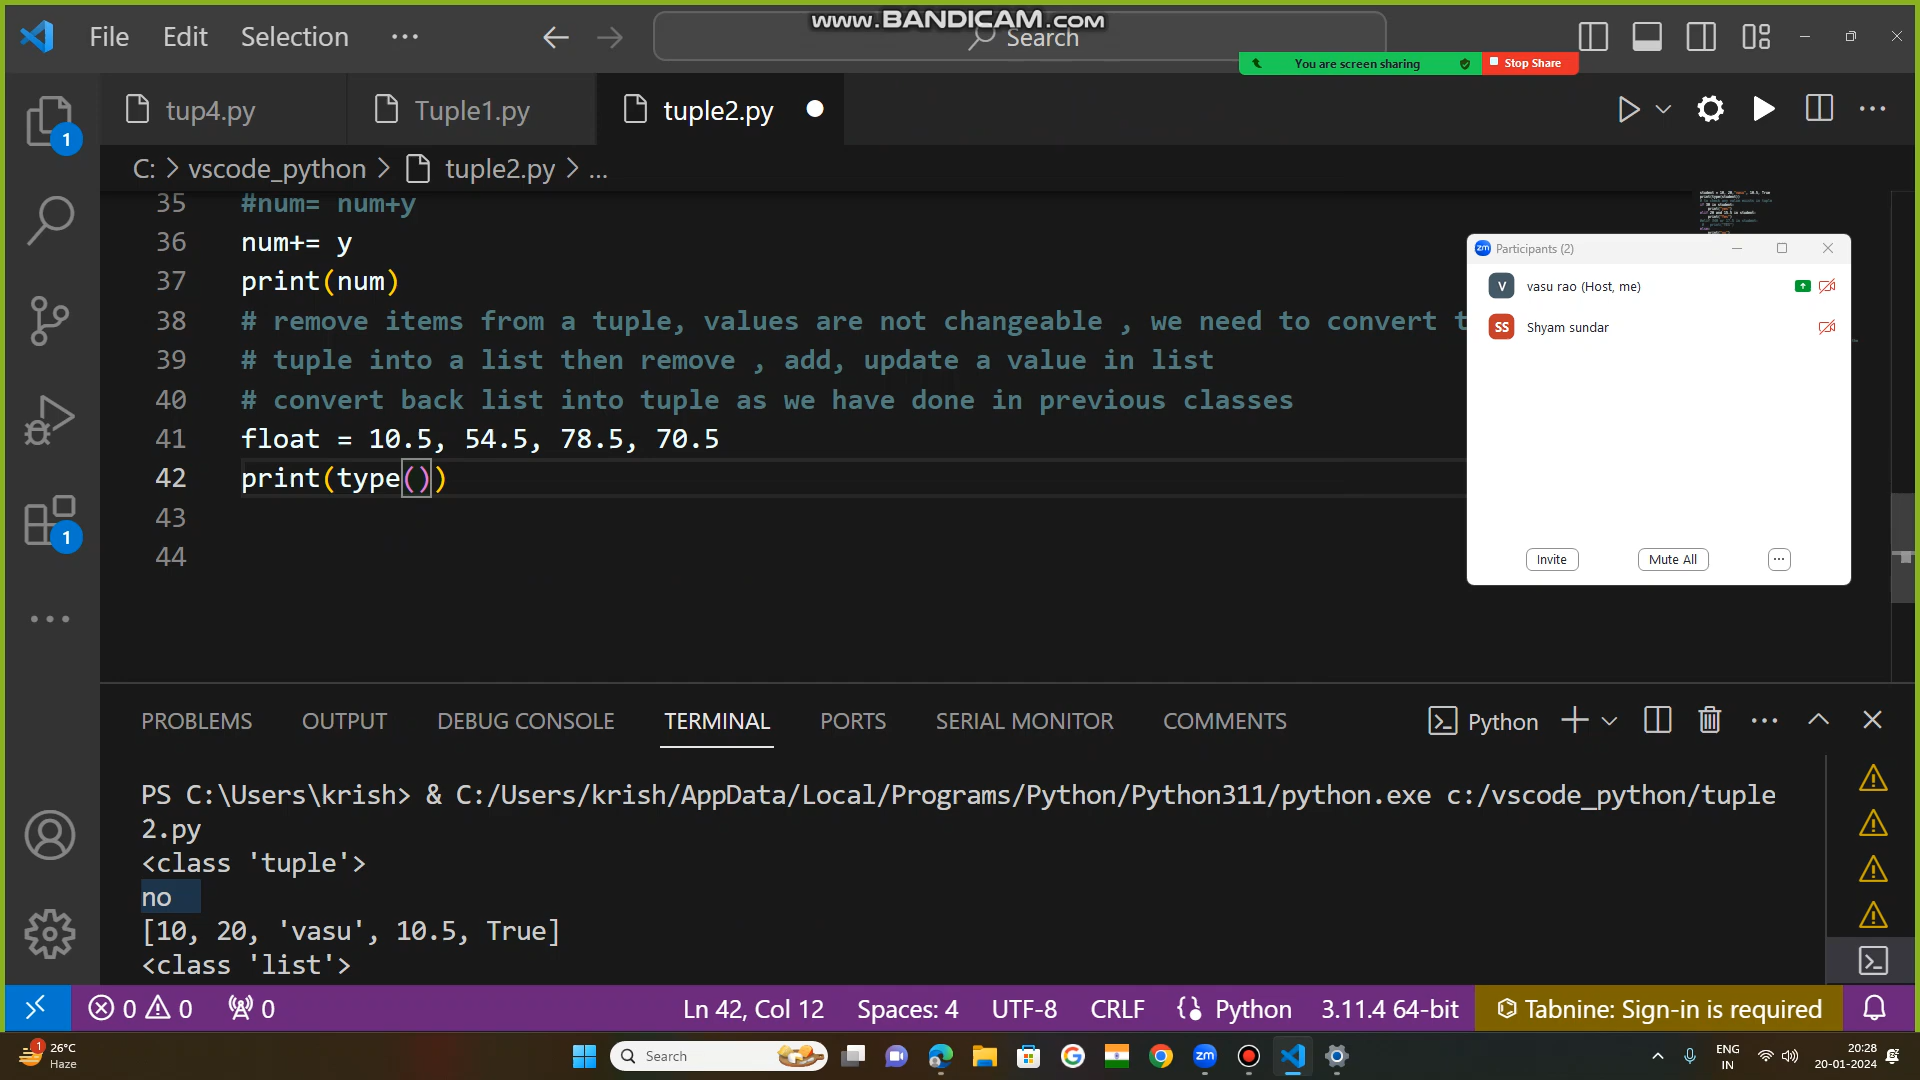 www.BANDICAM.com
File Edit Selection ··· Search
You are screen sharing Stop Share
tup4.py Tuple1.py tuple2.py
C: > vscode_python > tuple2.py > ...
35 #num= num+y
36 num+= y
37 print(num)
38 # remove items from a tuple, values are not changeable , we need to convert t
39 # tuple into a list then remove , add, update a value in list
40 # convert back list into tuple as we have done in previous classes
41 float = 10.5, 54.5, 78.5, 70.5
42 print(type())
43
44
zm Participants (2)
V vasu rao (Host, me)
SS Shyam sundar
Invite Mute All ···
1
1
PROBLEMS OUTPUT DEBUG CONSOLE TERMINAL PORTS SERIAL MONITOR COMMENTS Python
PS C:\Users\krish> & C:/Users/krish/AppData/Local/Programs/Python/Python311/python.exe c:/vscode_python/tuple
2.py
<class 'tuple'>
no
[10, 20, 'vasu', 10.5, True]
<class 'list'>
0 0 0 Ln 42, Col 12 Spaces: 4 UTF-8 CRLF Python 3.11.4 64-bit Tabnine: Sign-in is required
1 26°C Search zm ENG 20:28
Haze IN 20-01-2024